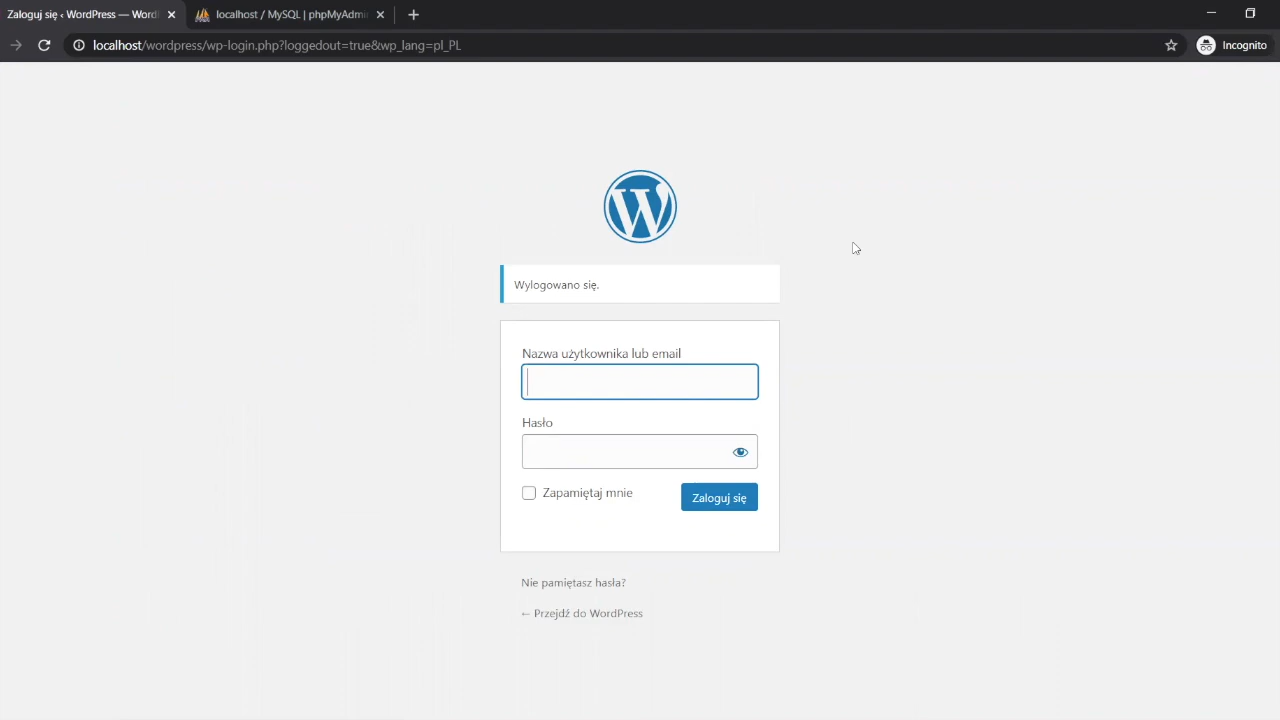 Zaloguj się ‹ WordPress — Word
localhost / MySQL | phpMyAdmin
localhost/wordpress/wp-login.php?loggedout=true&wp_lang=pl_PL
Incognito
Wylogowano się.
Nazwa użytkownika lub email
Hasło
Zapamiętaj mnie
Zaloguj się
Nie pamiętasz hasła?
← Przejdź do WordPress